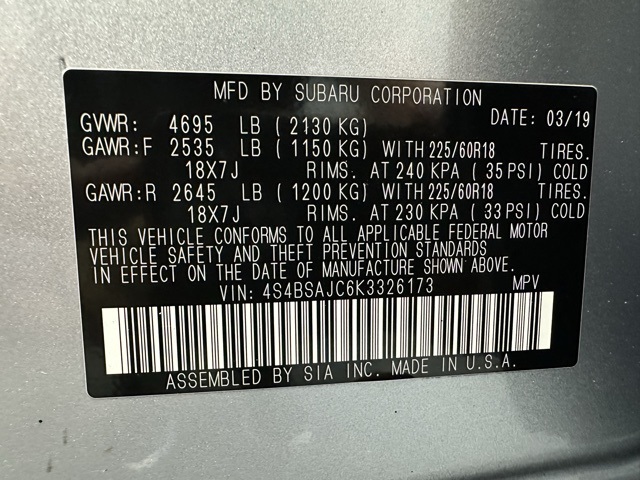 MFD BY SUBARU CORPORATION
GVWR: 4695 LB ( 2130 KG) DATE: 03/19
GAWR:F 2535 LB ( 1150 KG) WITH 225/60R18 TIRES.
18X7J RIMS. AT 240 KPA ( 35 PSI) COLD
GAWR:R 2645 LB ( 1200 KG) WITH 225/60R18 TIRES.
18X7J RIMS. AT 230 KPA ( 33 PSI) COLD
THIS VEHICLE CONFORMS TO ALL APPLICABLE FEDERAL MOTOR
VEHICLE SAFETY AND THEFT PREVENTION STANDARDS
IN EFFECT ON THE DATE OF MANUFACTURE SHOWN ABOVE.
VIN: 4S4BSAJC6K3326173 MPV
ASSEMBLED BY SIA INC. MADE IN U.S.A.